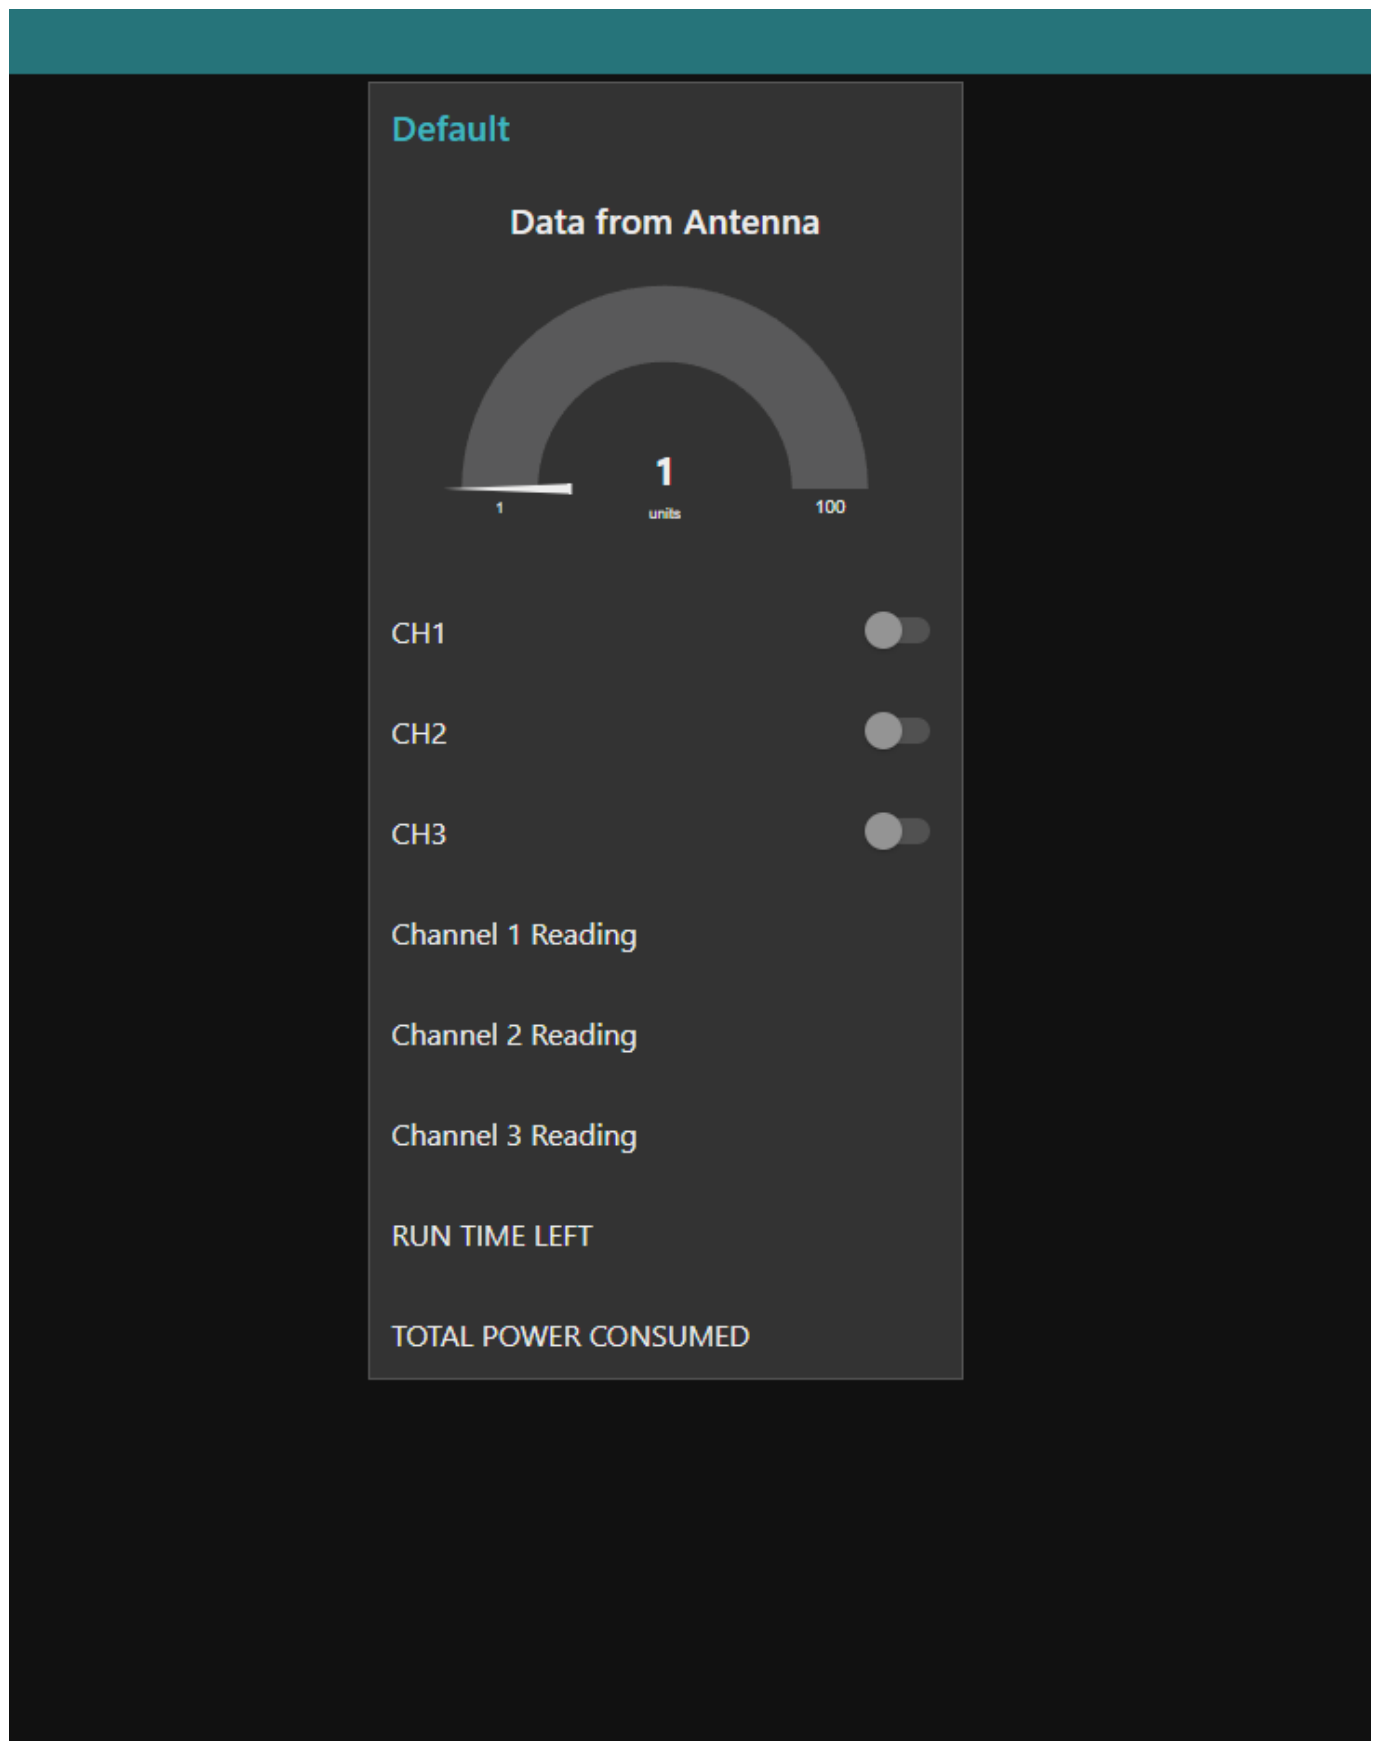 Default
Data from Antenna
1
units
1
100
CH1
CH2
CH3
Channel 1 Reading
Channel 2 Reading
Channel 3 Reading
RUN TIME LEFT
TOTAL POWER CONSUMED